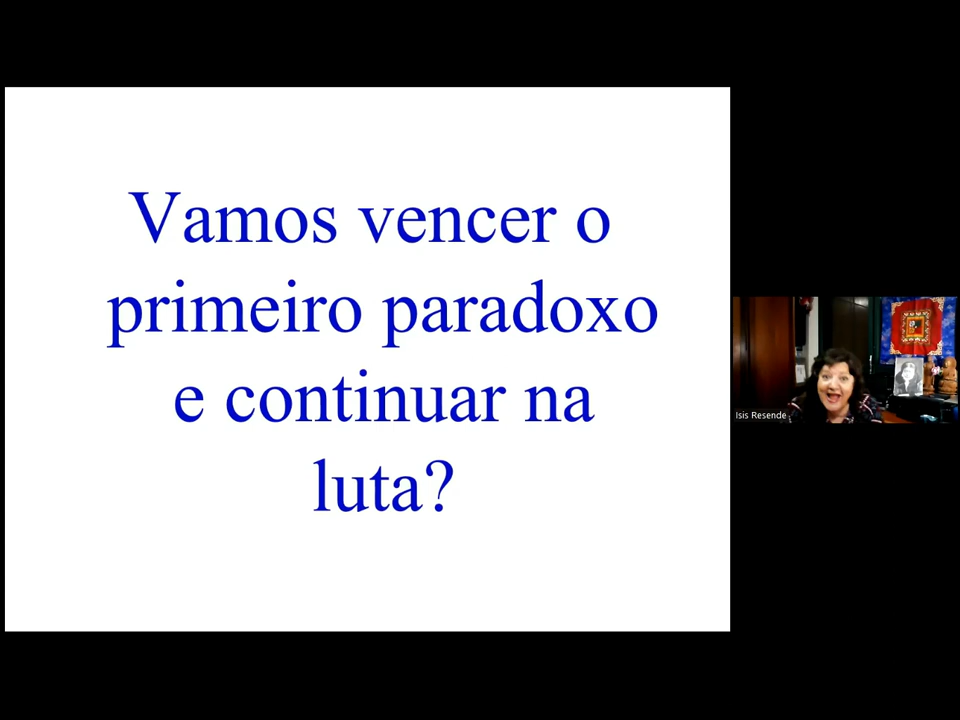 Vamos vencer o
primeiro paradoxo
e continuar na
luta?
Isis Resende